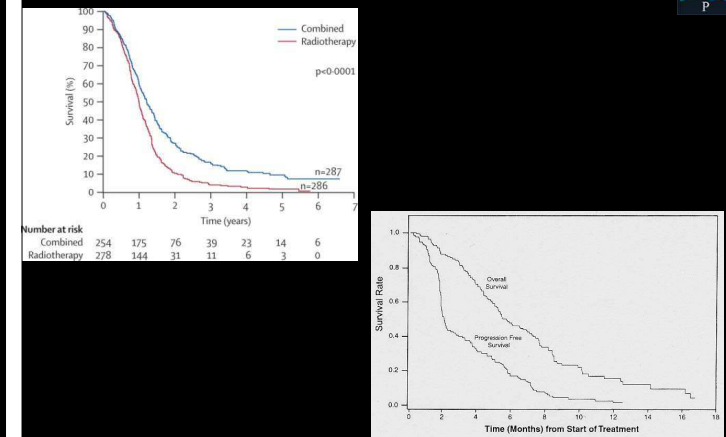 P
100
90
80
70
60
50
40
30
20
10
0
Survival (%)
Combined
Radiotherapy
p<0·0001
n=287
n=286
0 1 2 3 4 5 6 7
Time (years)
Number at risk
Combined 254 175 76 39 23 14 6
Radiotherapy 278 144 31 11 6 3 0
1.0
0.8
0.6
0.4
0.2
0.0
Survival Rate
Overall
Survival
Progression Free
Survival
0 2 4 6 8 10 12 14 16 18
Time (Months) from Start of Treatment